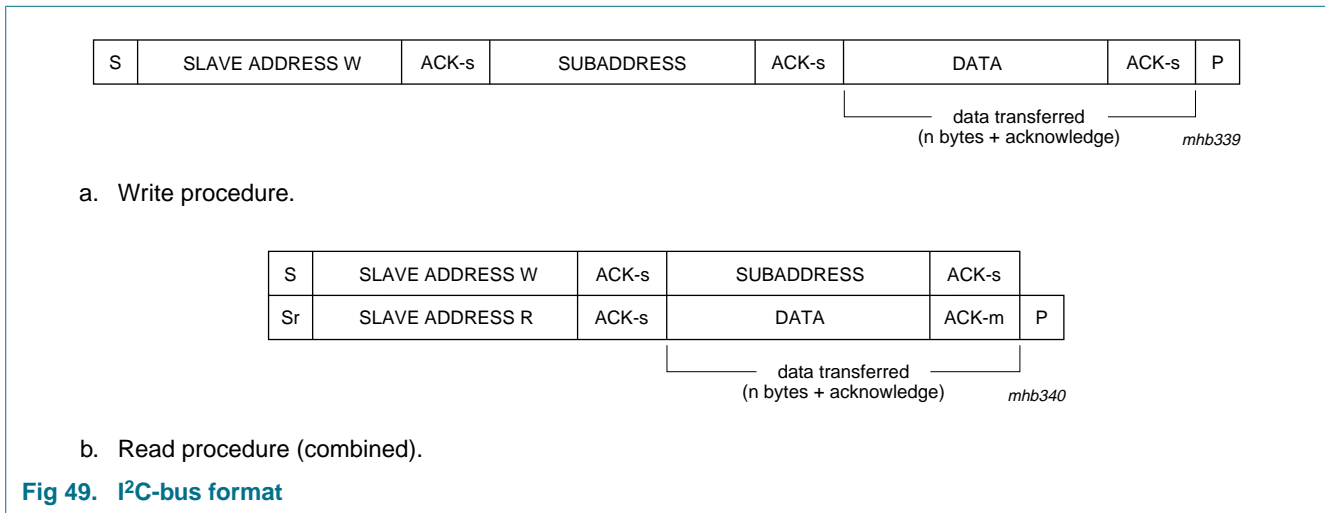 S SLAVE ADDRESS W ACK-s SUBADDRESS ACK-s DATA ACK-s P
data transferred
(n bytes + acknowledge)
mhb339
a. Write procedure.
S SLAVE ADDRESS W ACK-s SUBADDRESS ACK-s
Sr SLAVE ADDRESS R ACK-s DATA ACK-m P
data transferred
(n bytes + acknowledge)
mhb340
b. Read procedure (combined).
Fig 49. I²C-bus format